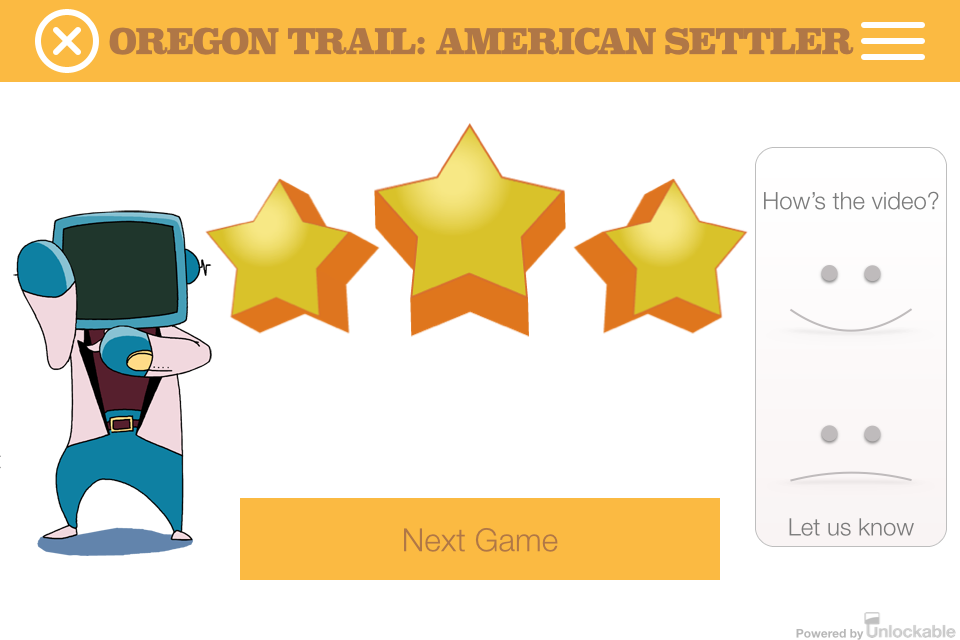 OREGON TRAIL: AMERICAN SETTLER
How's the video?
Next Game
Let us know
Powered by Unlockable